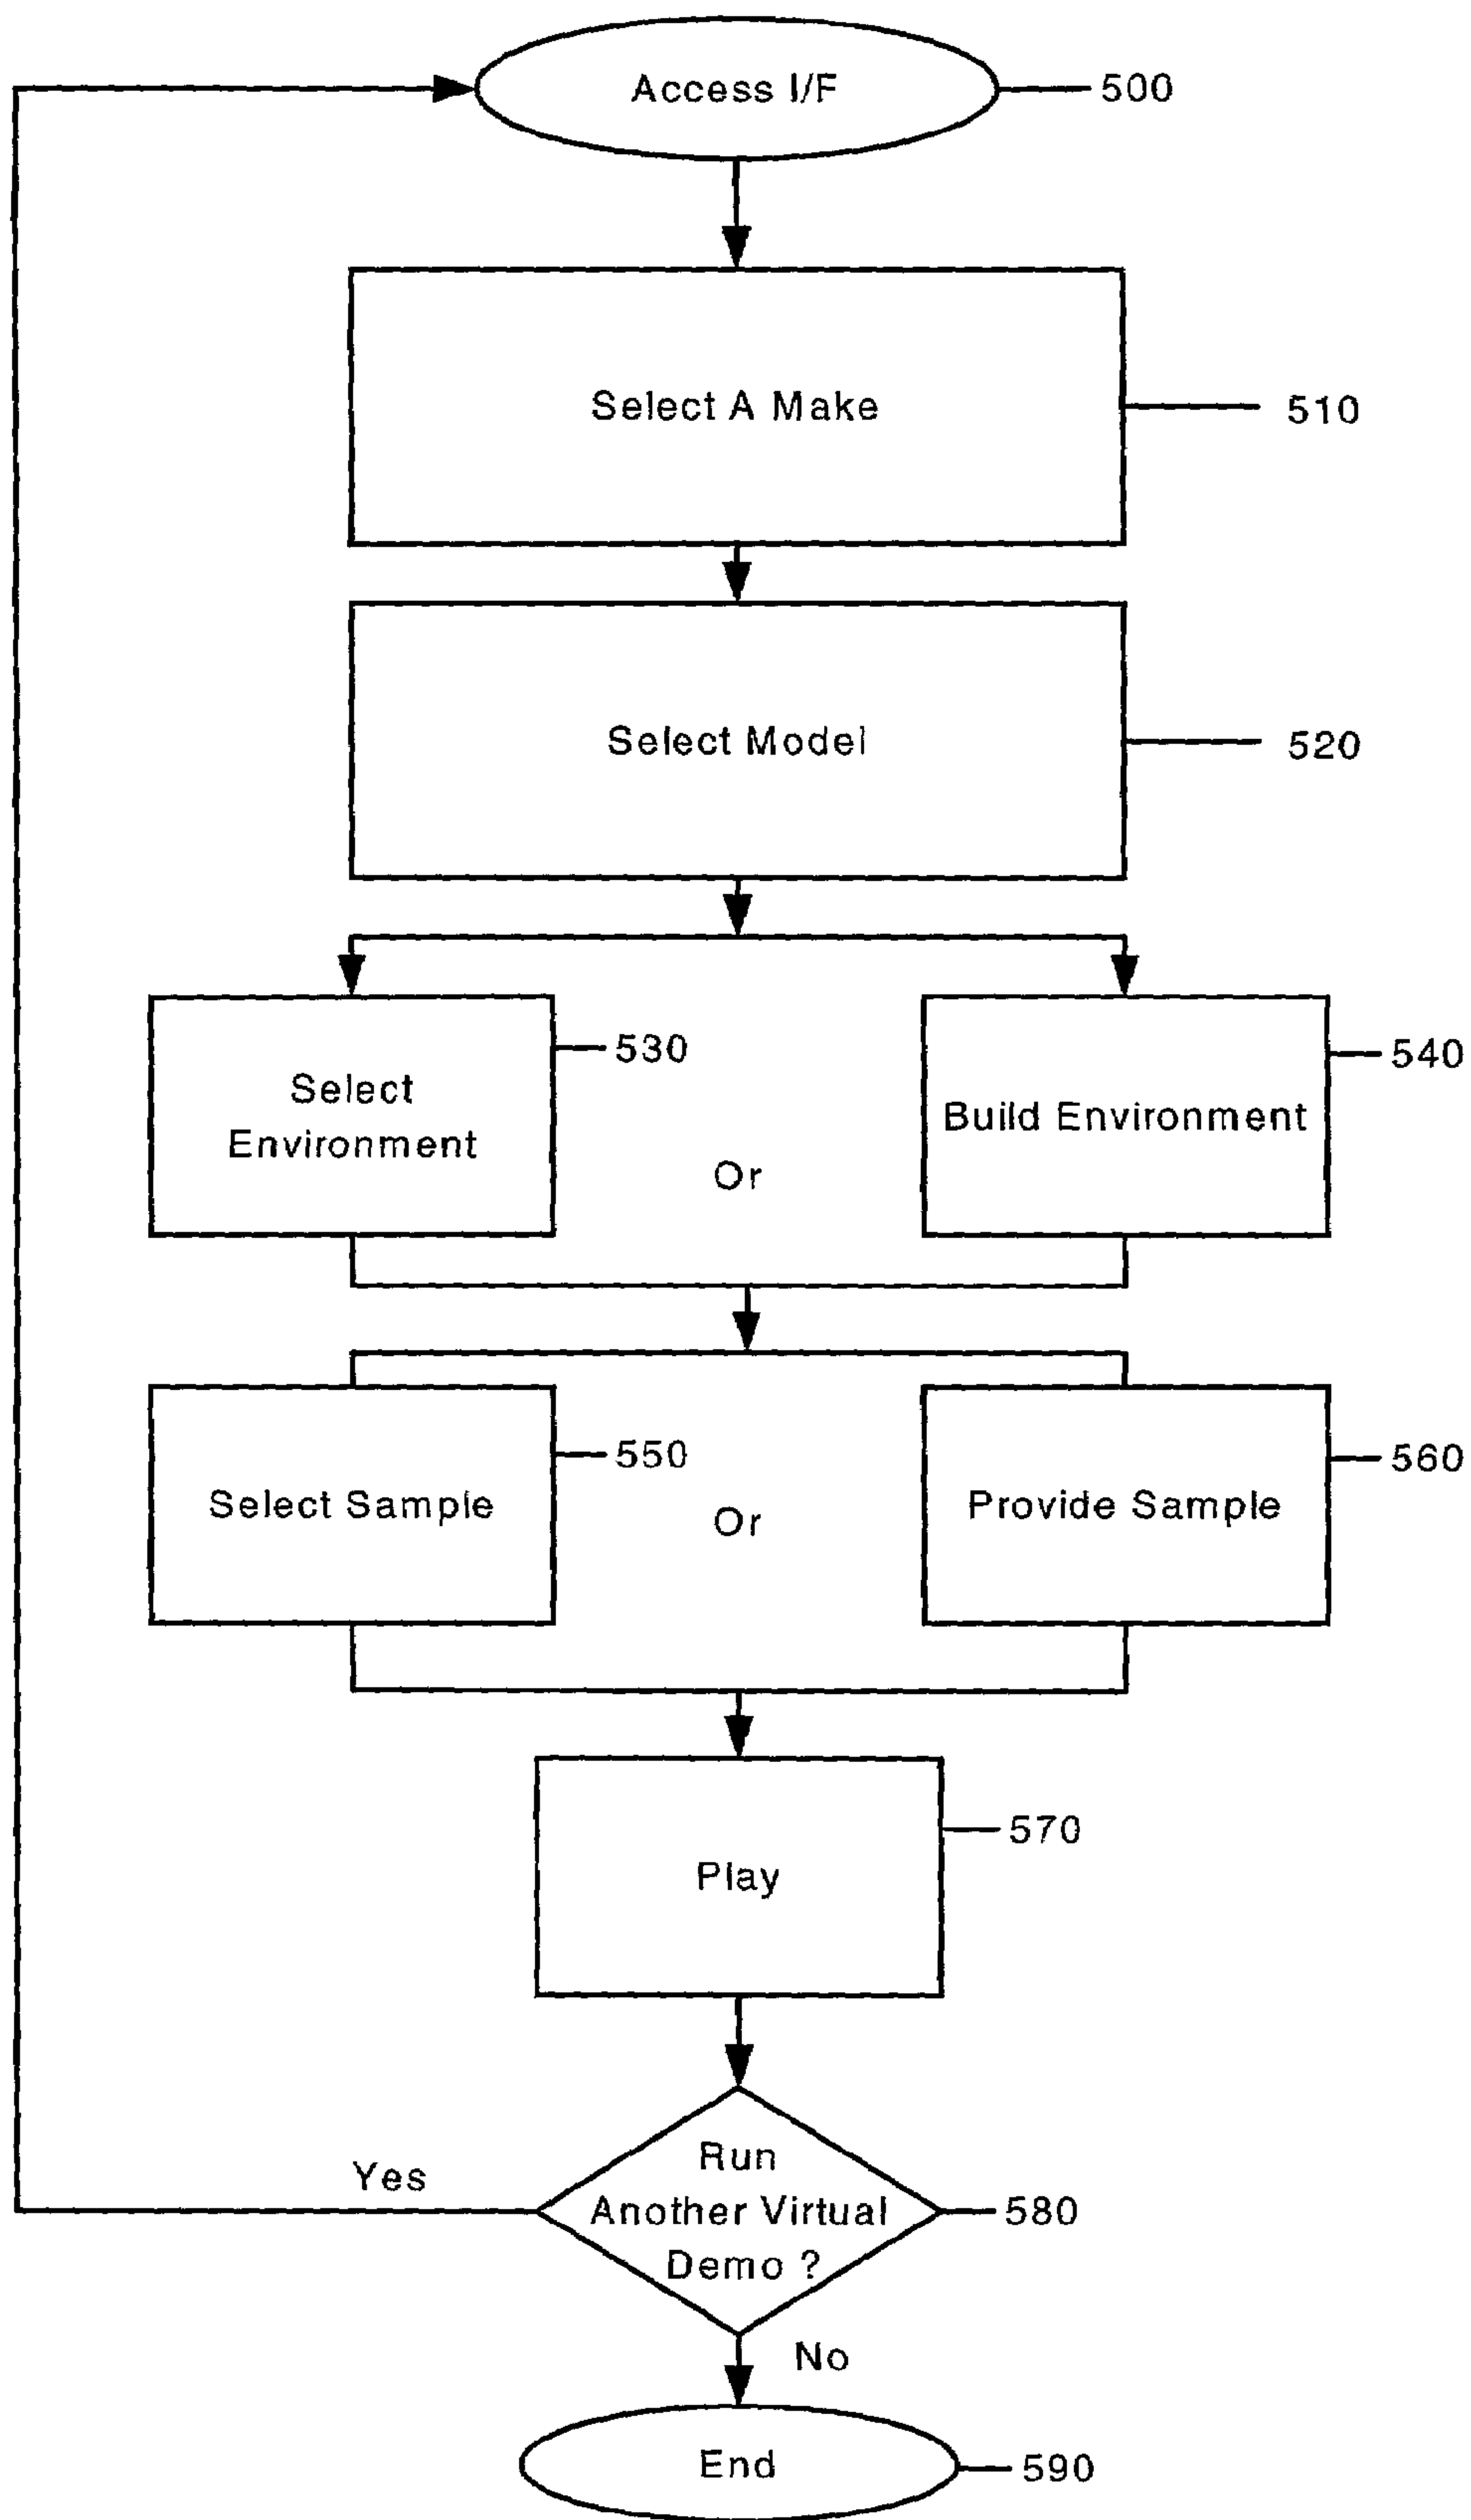 Access I/F
500
Select A Make
510
Select Model
520
530
Select
Environment
Or
540
Build Environment
550
Select Sample
Or
560
Provide Sample
570
Play
Yes
Run
Another Virtual
Demo ?
580
No
End
590